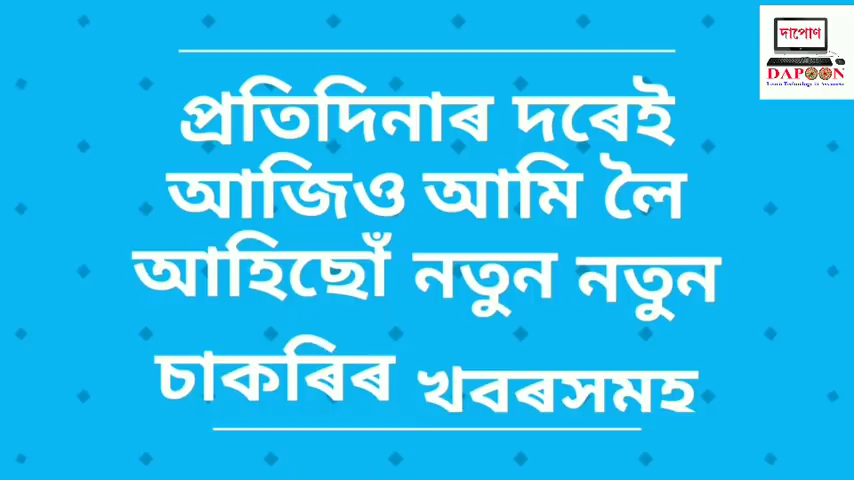 প্ৰতিদিনাৰ দৰেই
আজিও আমি লৈ
আহিছোঁ নতুন নতুন
চাকৰিৰ খবৰসমহ
দাপোণ
DAPOON